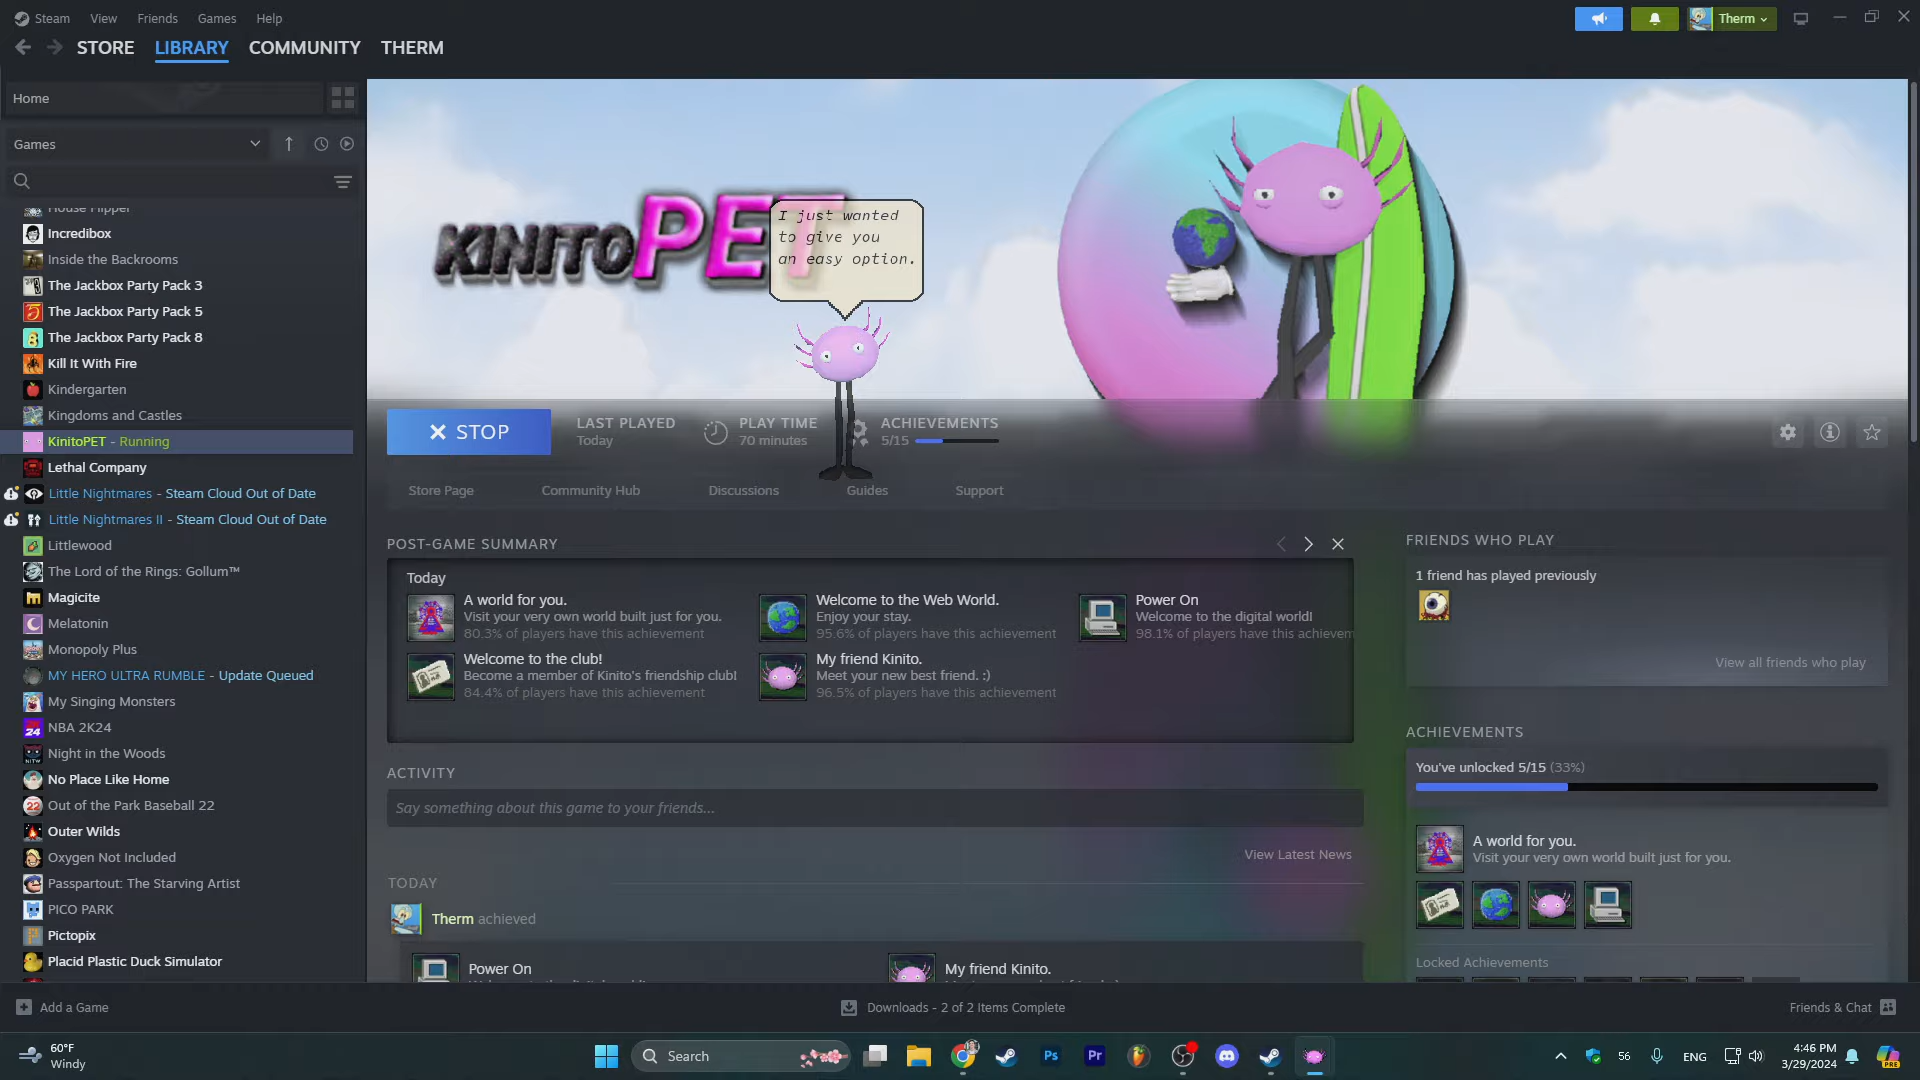 Steam View Friends Games Help
Therm
STORE LIBRARY COMMUNITY THERM
Home
Games
House Flipper
Incredibox
Inside the Backrooms
The Jackbox Party Pack 3
The Jackbox Party Pack 5
The Jackbox Party Pack 8
Kill It With Fire
Kindergarten
Kingdoms and Castles
KinitoPET - Running
Lethal Company
Little Nightmares - Steam Cloud Out of Date
Little Nightmares II - Steam Cloud Out of Date
Littlewood
The Lord of the Rings: Gollum™
Magicite
Melatonin
Monopoly Plus
MY HERO ULTRA RUMBLE - Update Queued
My Singing Monsters
NBA 2K24
Night in the Woods
No Place Like Home
Out of the Park Baseball 22
Outer Wilds
Oxygen Not Included
Passpartout: The Starving Artist
PICO PARK
Pictopix
Placid Plastic Duck Simulator
Add a Game
KINITOPET
I just wanted
to give you
an easy option.
STOP
LAST PLAYED
Today
PLAY TIME
70 minutes
ACHIEVEMENTS
5/15
Store Page Community Hub Discussions Guides Support
POST-GAME SUMMARY
Today
A world for you.
Visit your very own world built just for you.
80.3% of players have this achievement
Welcome to the Web World.
Enjoy your stay.
95.6% of players have this achievement
Power On
Welcome to the digital world!
98.1% of players have this achievem
Welcome to the club!
Become a member of Kinito's friendship club!
84.4% of players have this achievement
My friend Kinito.
Meet your new best friend. :)
96.5% of players have this achievement
ACTIVITY
Say something about this game to your friends...
View Latest News
TODAY
Therm achieved
Power On
My friend Kinito.
FRIENDS WHO PLAY
1 friend has played previously
View all friends who play
ACHIEVEMENTS
You've unlocked 5/15 (33%)
A world for you.
Visit your very own world built just for you.
Locked Achievements
Downloads - 2 of 2 Items Complete
Friends & Chat
60°F
Windy
Search
Ps
Pr
56
ENG
4:46 PM
3/29/2024
PRE